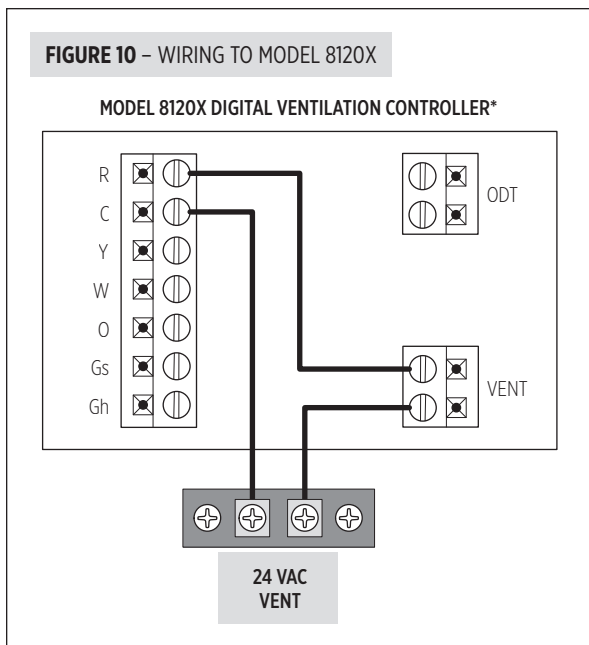 FIGURE 10 – WIRING TO MODEL 8120X
MODEL 8120X DIGITAL VENTILATION CONTROLLER*
R
C
Y
W
O
Gs
Gh
ODT
VENT
24 VAC
VENT